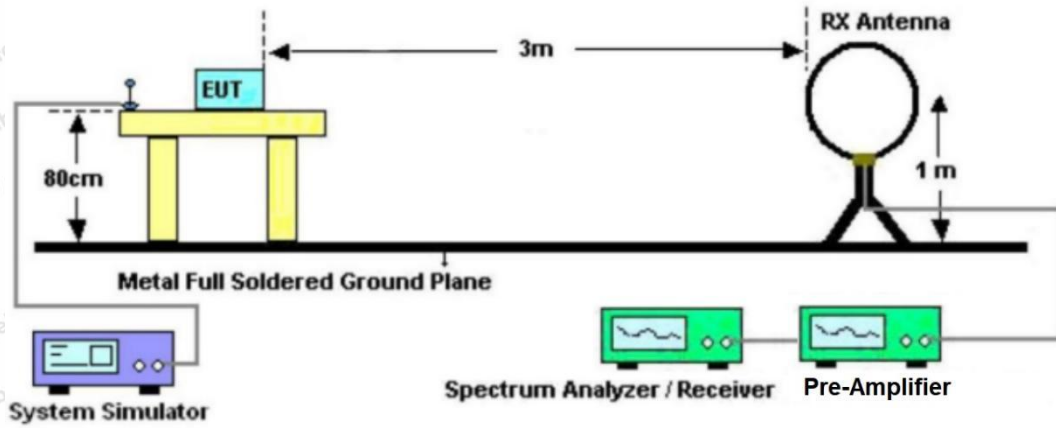 RX Antenna
3m
EUT
80cm
1 m
Metal Full Soldered Ground Plane
Spectrum Analyzer / Receiver
Pre-Amplifier
System Simulator